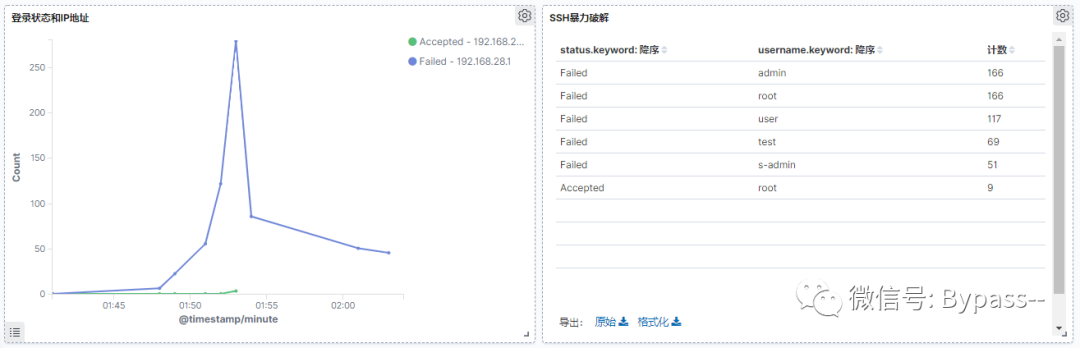 登录状态和IP地址
Accepted - 192.168.2...
Failed - 192.168.28.1
250
200
150
100
50
0
Count
01:45
01:50
01:55
02:00
@timestamp/minute
SSH暴力破解
status.keyword: 降序 username.keyword: 降序 计数
Failed admin 166
Failed root 166
Failed user 117
Failed test 69
Failed s-admin 51
Accepted root 9
导出: 原始 格式化
微信号: Bypass--